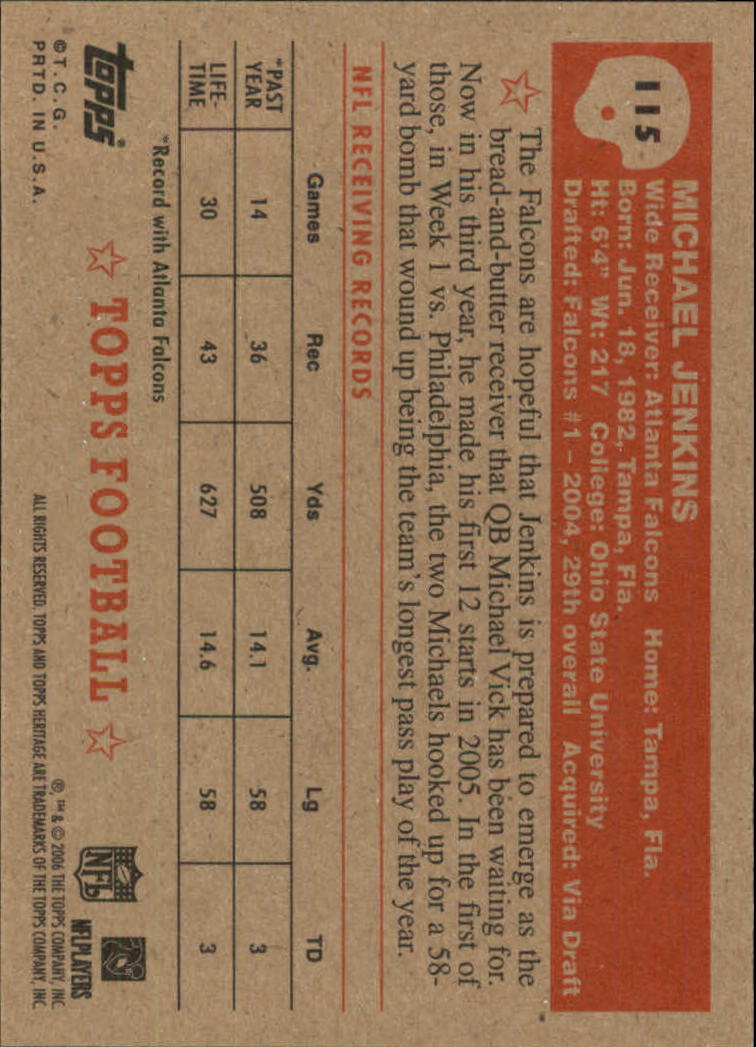 115
MICHAEL JENKINS
Wide Receiver: Atlanta Falcons Home: Tampa, Fla.
Born: Jun. 18, 1982, Tampa, Fla.
Ht: 6'4" Wt: 217 College: Ohio State University
Drafted: Falcons #1 – 2004, 29th overall Acquired: Via Draft
The Falcons are hopeful that Jenkins is prepared to emerge as the
bread-and-butter receiver that QB Michael Vick has been waiting for.
Now in his third year, he made his first 12 starts in 2005. In the first of
those, in Week 1 vs. Philadelphia, the two Michaels hooked up for a 58-
yard bomb that wound up being the team's longest pass play of the year.
NFL RECEIVING RECORDS
Games Rec Yds Avg. Lg TD
*PAST YEAR 14 36 508 14.1 58 3
LIFE-TIME 30 43 627 14.6 58 3
*Record with Atlanta Falcons
topps®
☆ TOPPS FOOTBALL ☆
NFL
NFLPLAYERS
©T.C.G.
PRTD. IN U.S.A.
®, ™ & © 2006 THE TOPPS COMPANY, INC.
ALL RIGHTS RESERVED. TOPPS AND TOPPS HERITAGE ARE TRADEMARKS OF THE TOPPS COMPANY, INC.